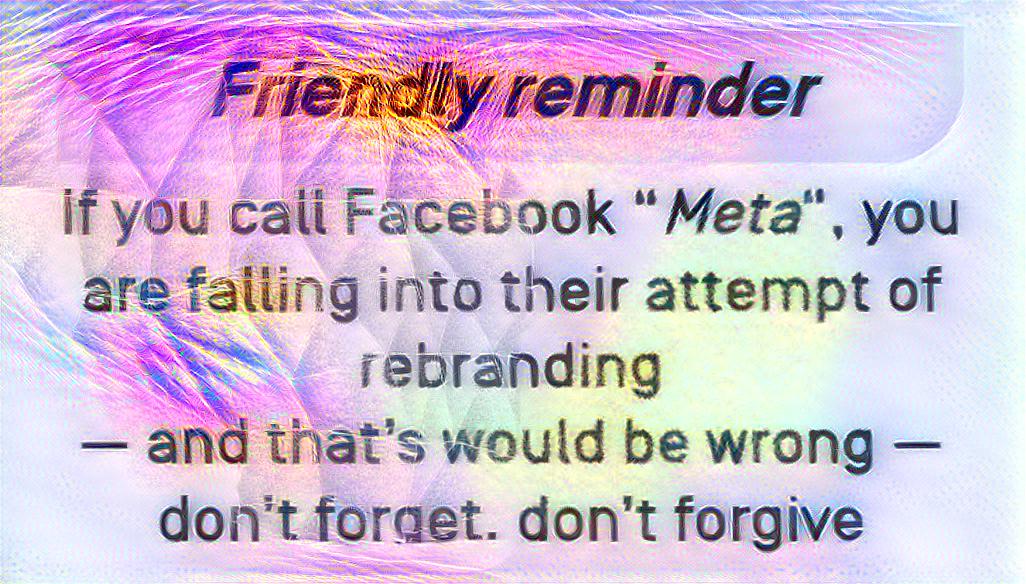 Friendly reminder
if you call Facebook “Meta”, you
are falling into their attempt of
rebranding
— and that’s would be wrong —
don’t forget. don’t forgive